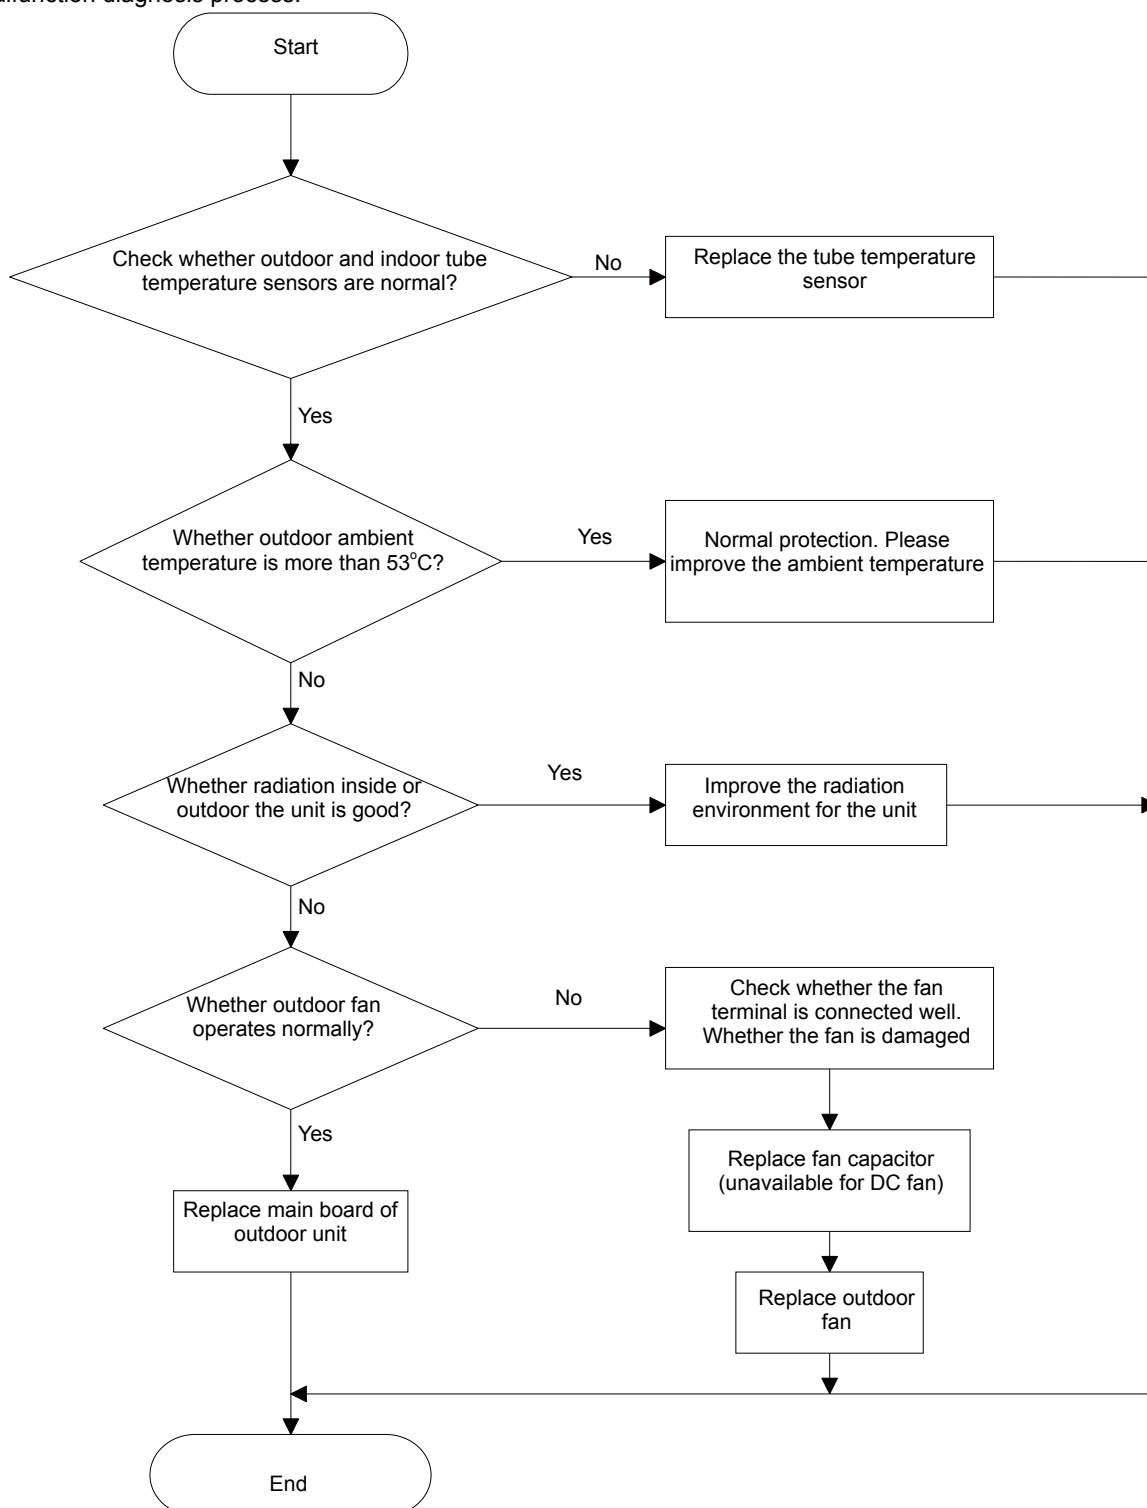 diagnosis process.
Start
Check whether outdoor and indoor tube
temperature sensors are normal?
No
Replace the tube temperature
sensor
Yes
Whether outdoor ambient
temperature is more than 53°C?
Yes
Normal protection. Please
improve the ambient temperature
No
Whether radiation inside or
outdoor the unit is good?
Yes
Improve the radiation
environment for the unit
No
Whether outdoor fan
operates normally?
No
Check whether the fan
terminal is connected well.
Whether the fan is damaged
Yes
Replace fan capacitor
(unavailable for DC fan)
Replace main board of
outdoor unit
Replace outdoor
fan
End